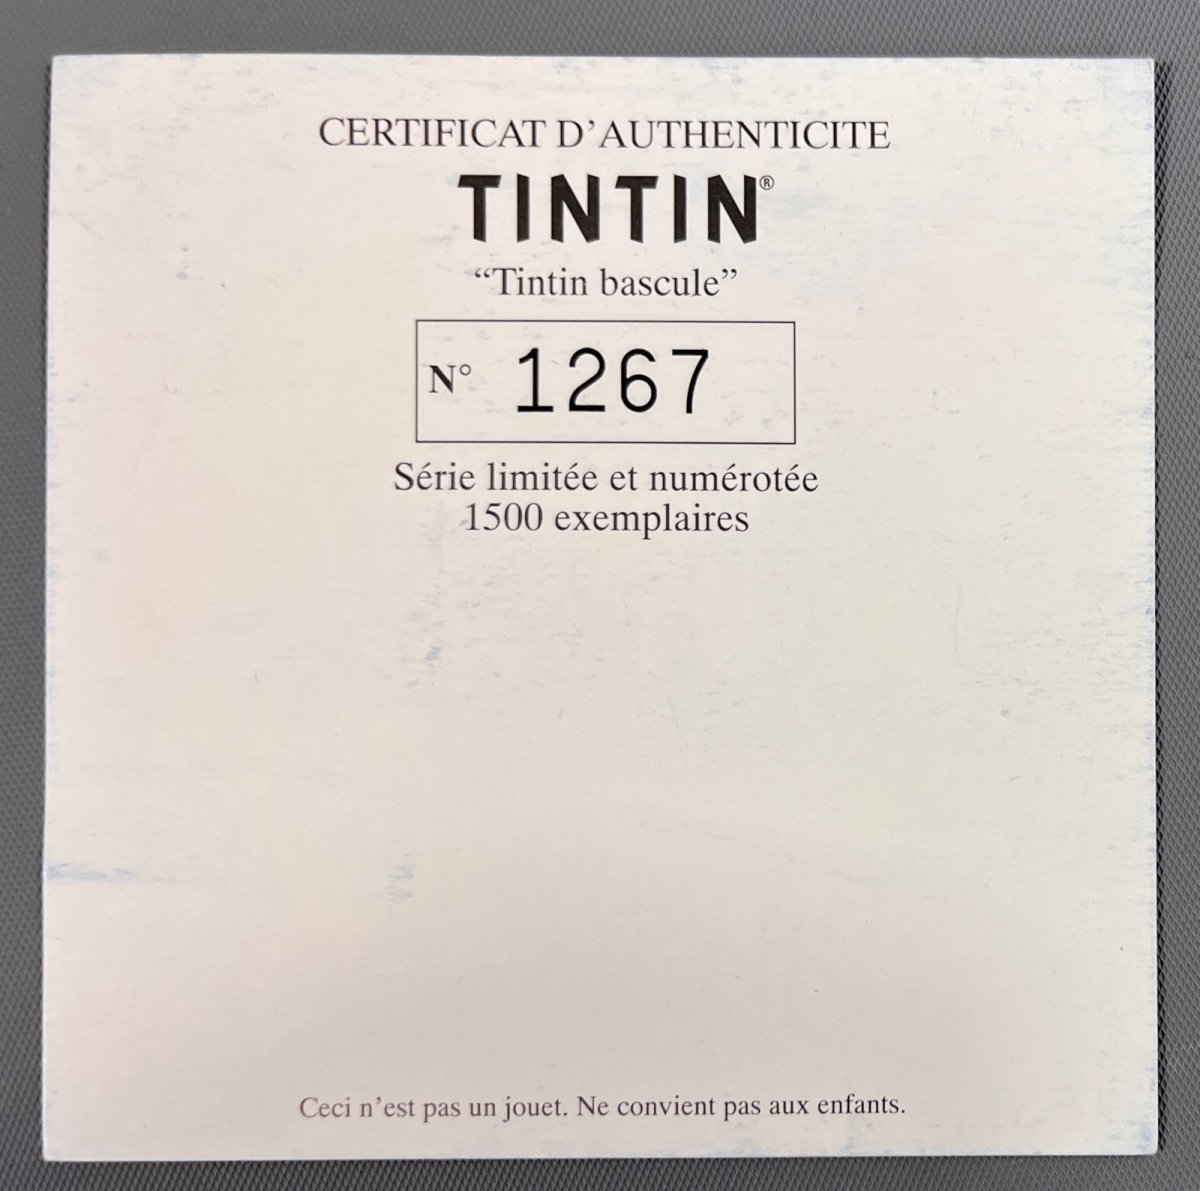 CERTIFICAT D'AUTHENTICITE
TINTIN®
“Tintin bascule”
N° 1267
Série limitée et numérotée
1500 exemplaires
Ceci n'est pas un jouet. Ne convient pas aux enfants.